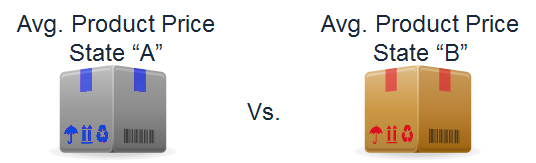 Avg. Product Price
State “A”
Vs.
Avg. Product Price
State “B”